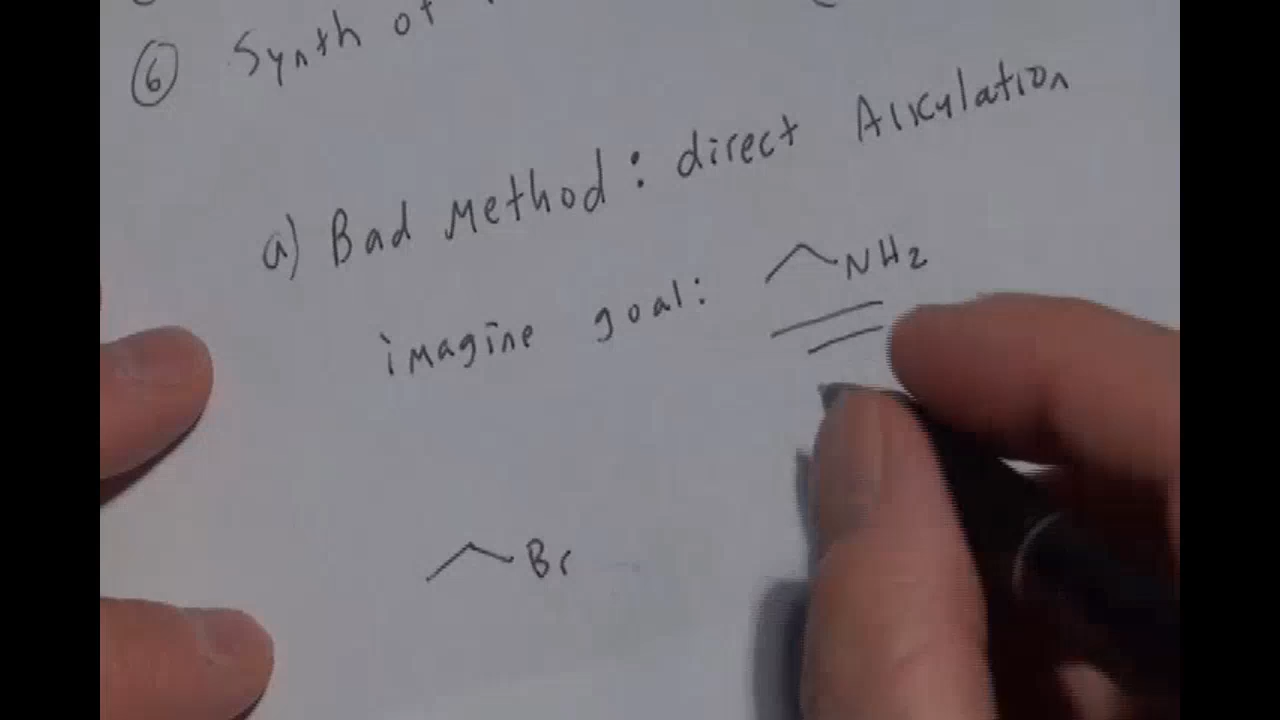 6 Synth of
a) Bad Method: direct Alkylation
imagine goal: NH2
Br